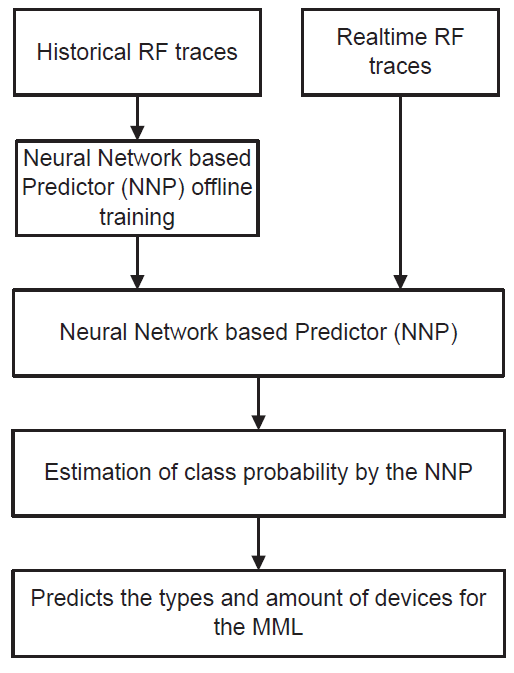 Historical RF traces
Realtime RF
traces
Neural Network based
Predictor (NNP) offline
training
Neural Network based Predictor (NNP)
Estimation of class probability by the NNP
Predicts the types and amount of devices for
the MML